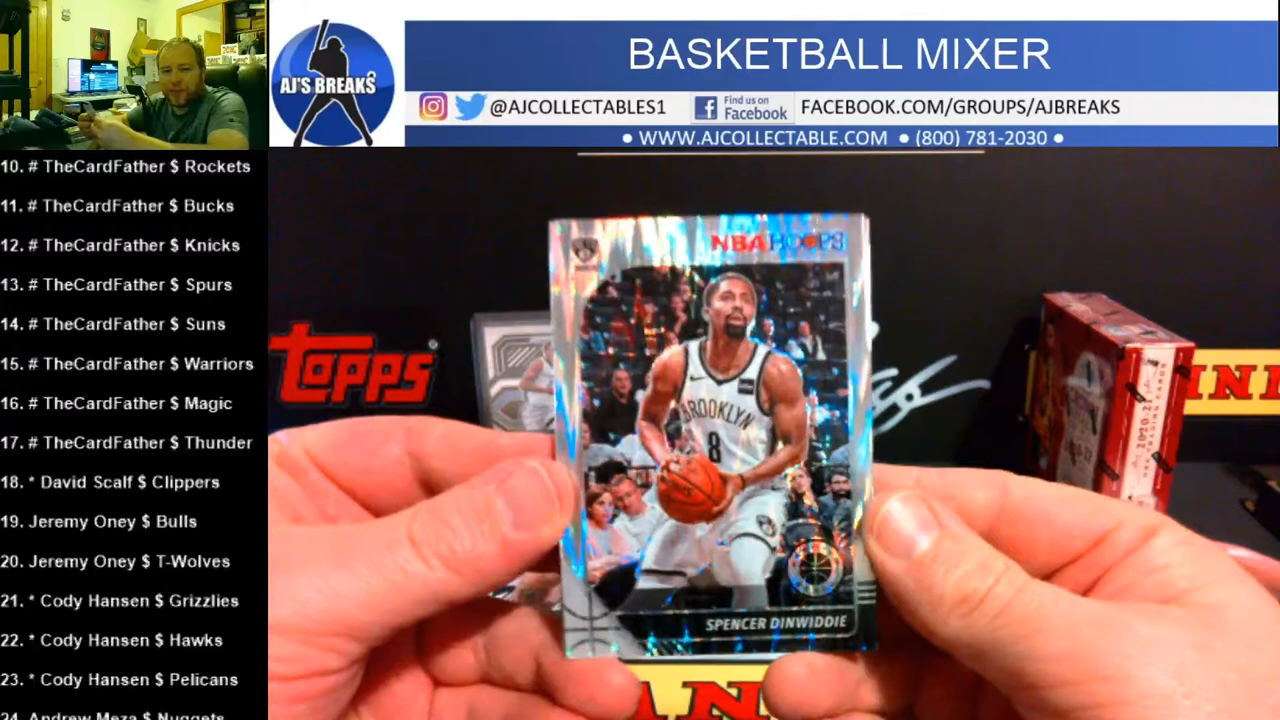 AJ'S BREAKS
BASKETBALL MIXER
@AJCOLLECTABLES1 Find us on Facebook FACEBOOK.COM/GROUPS/AJBREAKS
● WWW.AJCOLLECTABLE.COM ● (800) 781-2030 ●
10. # TheCardFather $ Rockets
11. # TheCardFather $ Bucks
12. # TheCardFather $ Knicks
13. # TheCardFather $ Spurs
14. # TheCardFather $ Suns
15. # TheCardFather $ Warriors
16. # TheCardFather $ Magic
17. # TheCardFather $ Thunder
18. * David Scalf $ Clippers
19. Jeremy Oney $ Bulls
20. Jeremy Oney $ T-Wolves
21. * Cody Hansen $ Grizzlies
22. * Cody Hansen $ Hawks
23. * Cody Hansen $ Pelicans
24. Andrew Meza $ Nuggets
NBA HOOPS
topps
BROOKLYN
8
SPENCER DINWIDDIE
2020-21